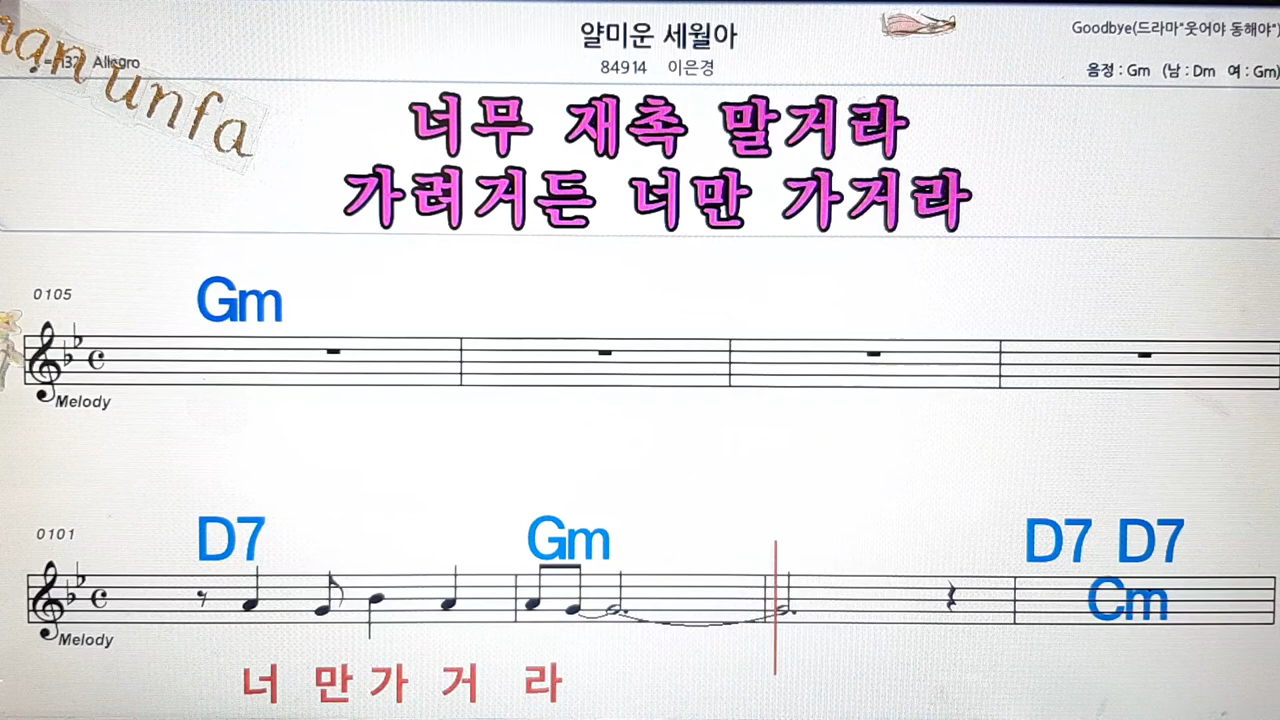 얄미운 세월아
Goodbye(드라마"웃어야 동해야")
Allegro
84914 이은경
음정 : Gm (남 : Dm 여 : Gm)
unfa
너무 재촉 말거라
가려거든 너만 가거라
0105
Gm
Melody
0101
D7 Gm D7 D7
Cm
Melody
너 만 가 거 라